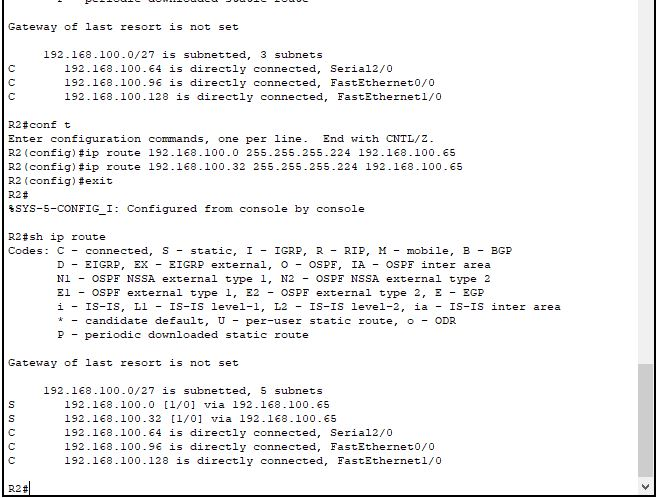 P - periodic downloaded static route
Gateway of last resort is not set
192.168.100.0/27 is subnetted, 3 subnets
C 192.168.100.64 is directly connected, Serial2/0
C 192.168.100.96 is directly connected, FastEthernet0/0
C 192.168.100.128 is directly connected, FastEthernet1/0
R2#conf t
Enter configuration commands, one per line. End with CNTL/Z.
R2(config)#ip route 192.168.100.0 255.255.255.224 192.168.100.65
R2(config)#ip route 192.168.100.32 255.255.255.224 192.168.100.65
R2(config)#exit
R2#
%SYS-5-CONFIG_I: Configured from console by console
R2#sh ip route
Codes: C - connected, S - static, I - IGRP, R - RIP, M - mobile, B - BGP
D - EIGRP, EX - EIGRP external, O - OSPF, IA - OSPF inter area
N1 - OSPF NSSA external type 1, N2 - OSPF NSSA external type 2
E1 - OSPF external type 1, E2 - OSPF external type 2, E - EGP
i - IS-IS, L1 - IS-IS level-1, L2 - IS-IS level-2, ia - IS-IS inter area
* - candidate default, U - per-user static route, o - ODR
P - periodic downloaded static route
Gateway of last resort is not set
192.168.100.0/27 is subnetted, 5 subnets
S 192.168.100.0 [1/0] via 192.168.100.65
S 192.168.100.32 [1/0] via 192.168.100.65
C 192.168.100.64 is directly connected, Serial2/0
C 192.168.100.96 is directly connected, FastEthernet0/0
C 192.168.100.128 is directly connected, FastEthernet1/0
R2#